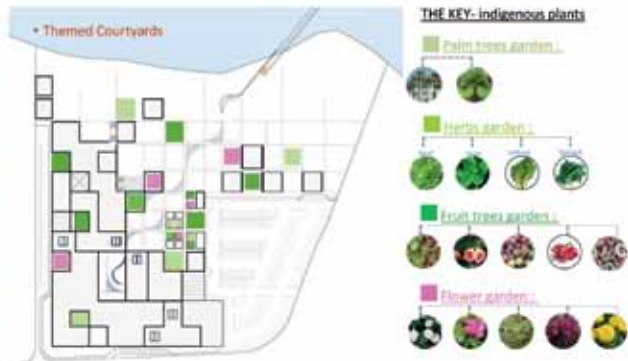 • Themed Courtyards
THE KEY- indigenous plants
Palm trees garden :
Herbs garden :
Fruit trees garden :
Flower garden :